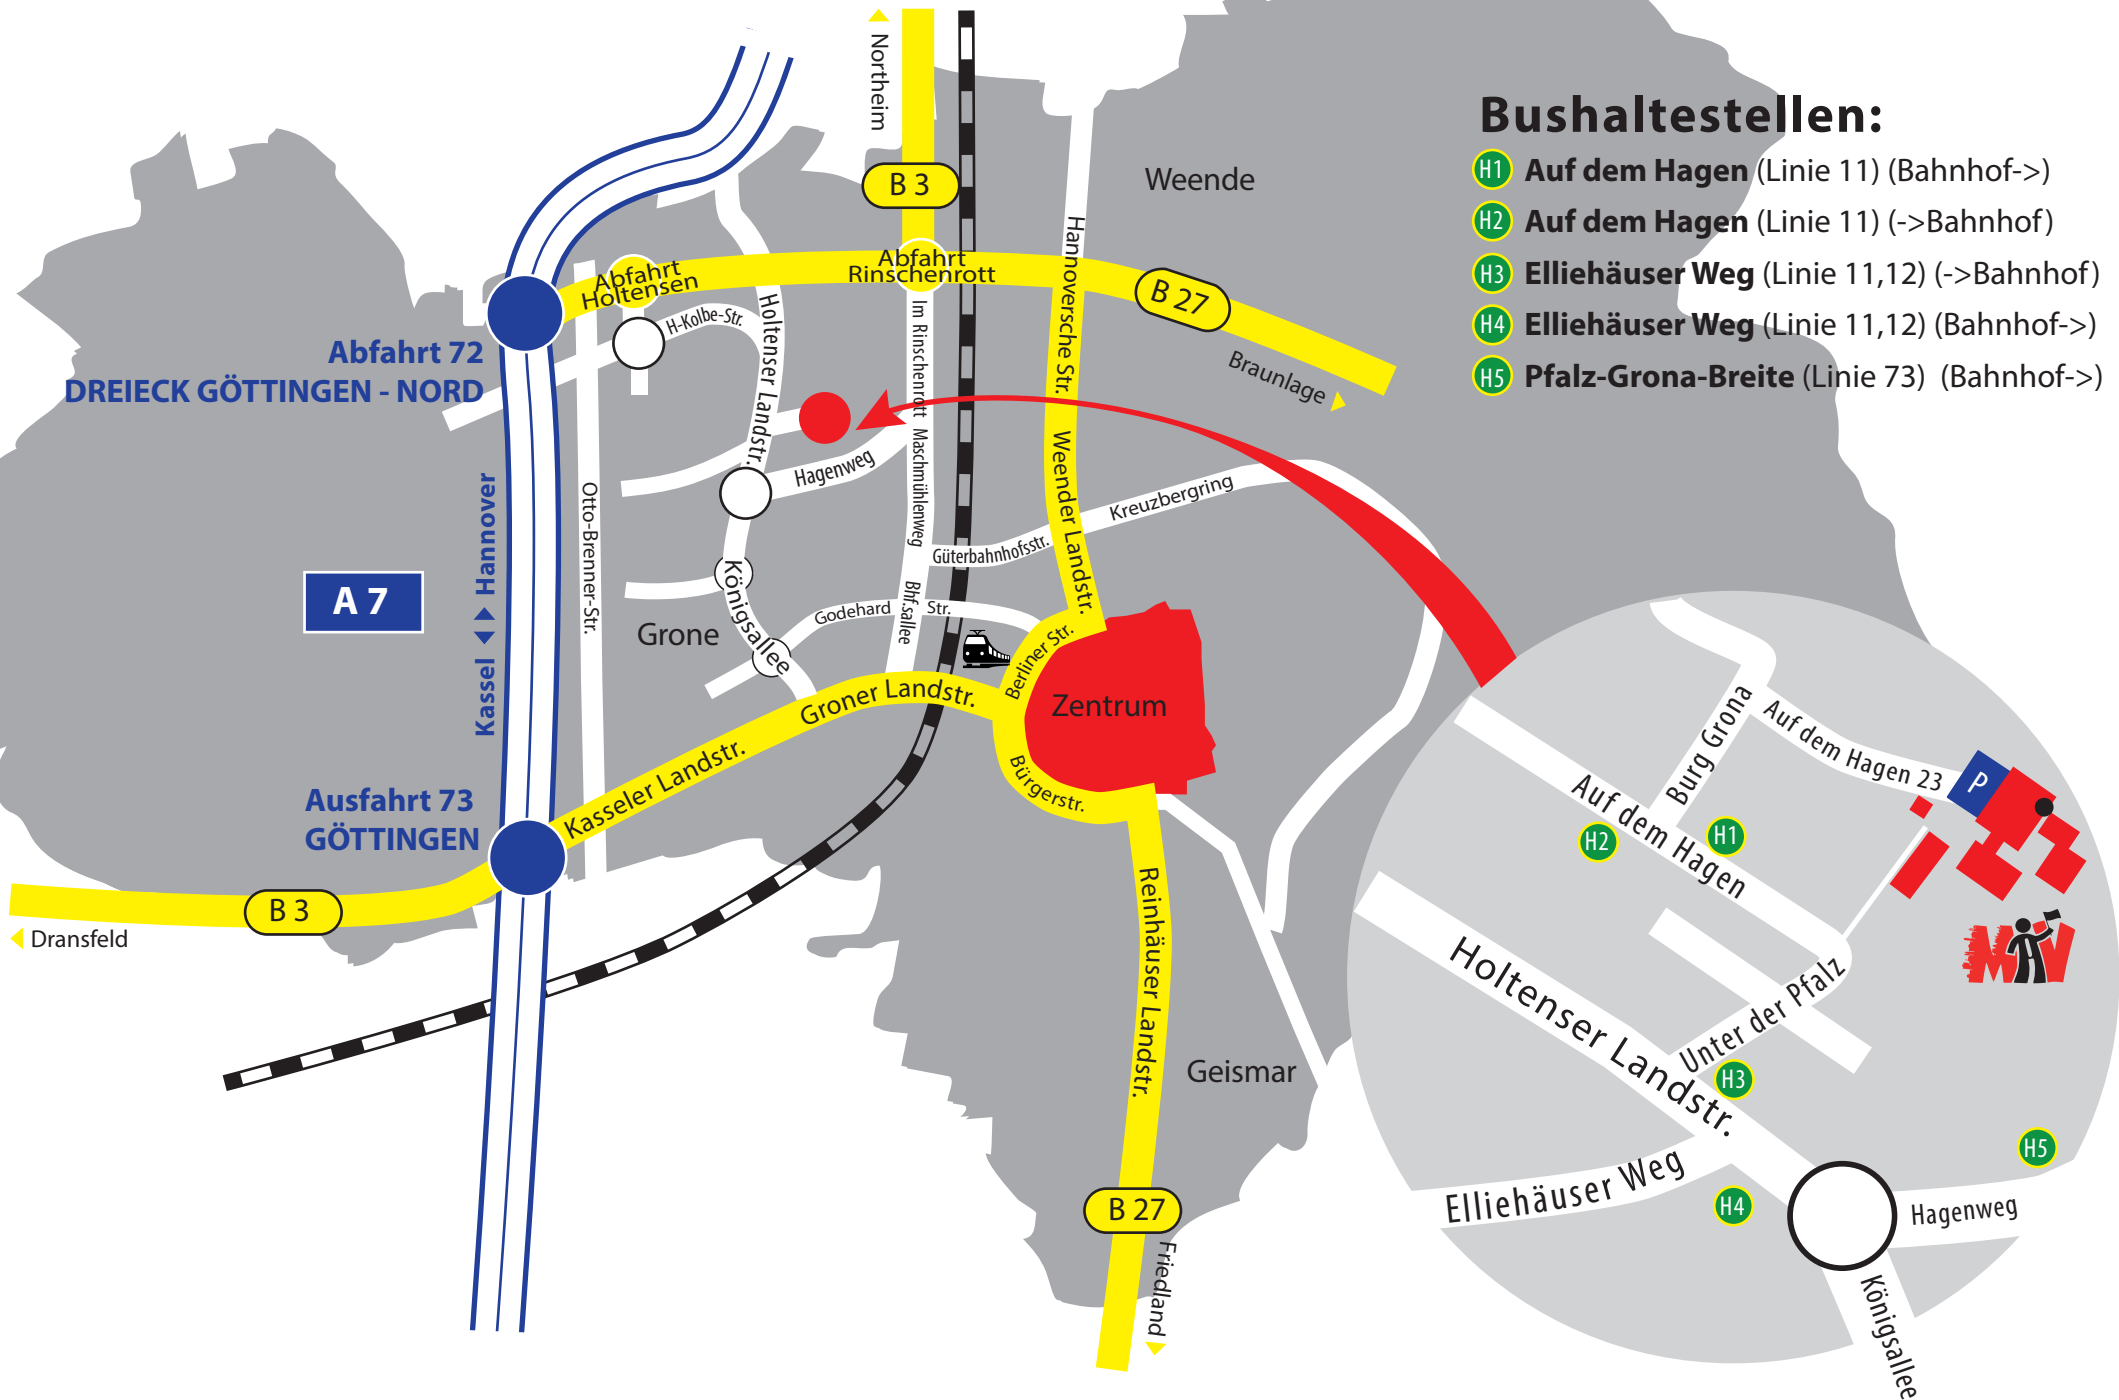 Northeim
B 3
Weende
Bushaltestellen:
H1 Auf dem Hagen (Linie 11) (Bahnhof->)
H2 Auf dem Hagen (Linie 11) (->Bahnhof)
H3 Elliehäuser Weg (Linie 11,12) (->Bahnhof)
H4 Elliehäuser Weg (Linie 11,12) (Bahnhof->)
H5 Pfalz-Grona-Breite (Linie 73) (Bahnhof->)
Abfahrt
Holtensen
Abfahrt
Rinschenrott
B 27
Braunlage
H-Kolbe-Str.
Holtenser Landstr.
Im Rinschenrott
Maschmühlenweg
Hannoversche Str.
Weender Landstr.
Abfahrt 72
DREIECK GÖTTINGEN - NORD
Hagenweg
Kreuzbergring
Güterbahnhofsstr.
Otto-Brenner-Str.
Kassel
Hannover
A 7
Königsallee
Godehard
Str.
Bhfsallee
Grone
Berliner Str.
Zentrum
Groner Landstr.
Kasseler Landstr.
Bürgerstr.
Ausfahrt 73
GÖTTINGEN
B 3
Dransfeld
Reinhäuser Landstr.
Geismar
B 27
Friedland
Burg Grona
Auf dem Hagen 23
P
Auf dem Hagen
H2
H1
Holtenser Landstr.
Unter der Pfalz
H3
H5
Elliehäuser Weg
H4
Hagenweg
Königsallee